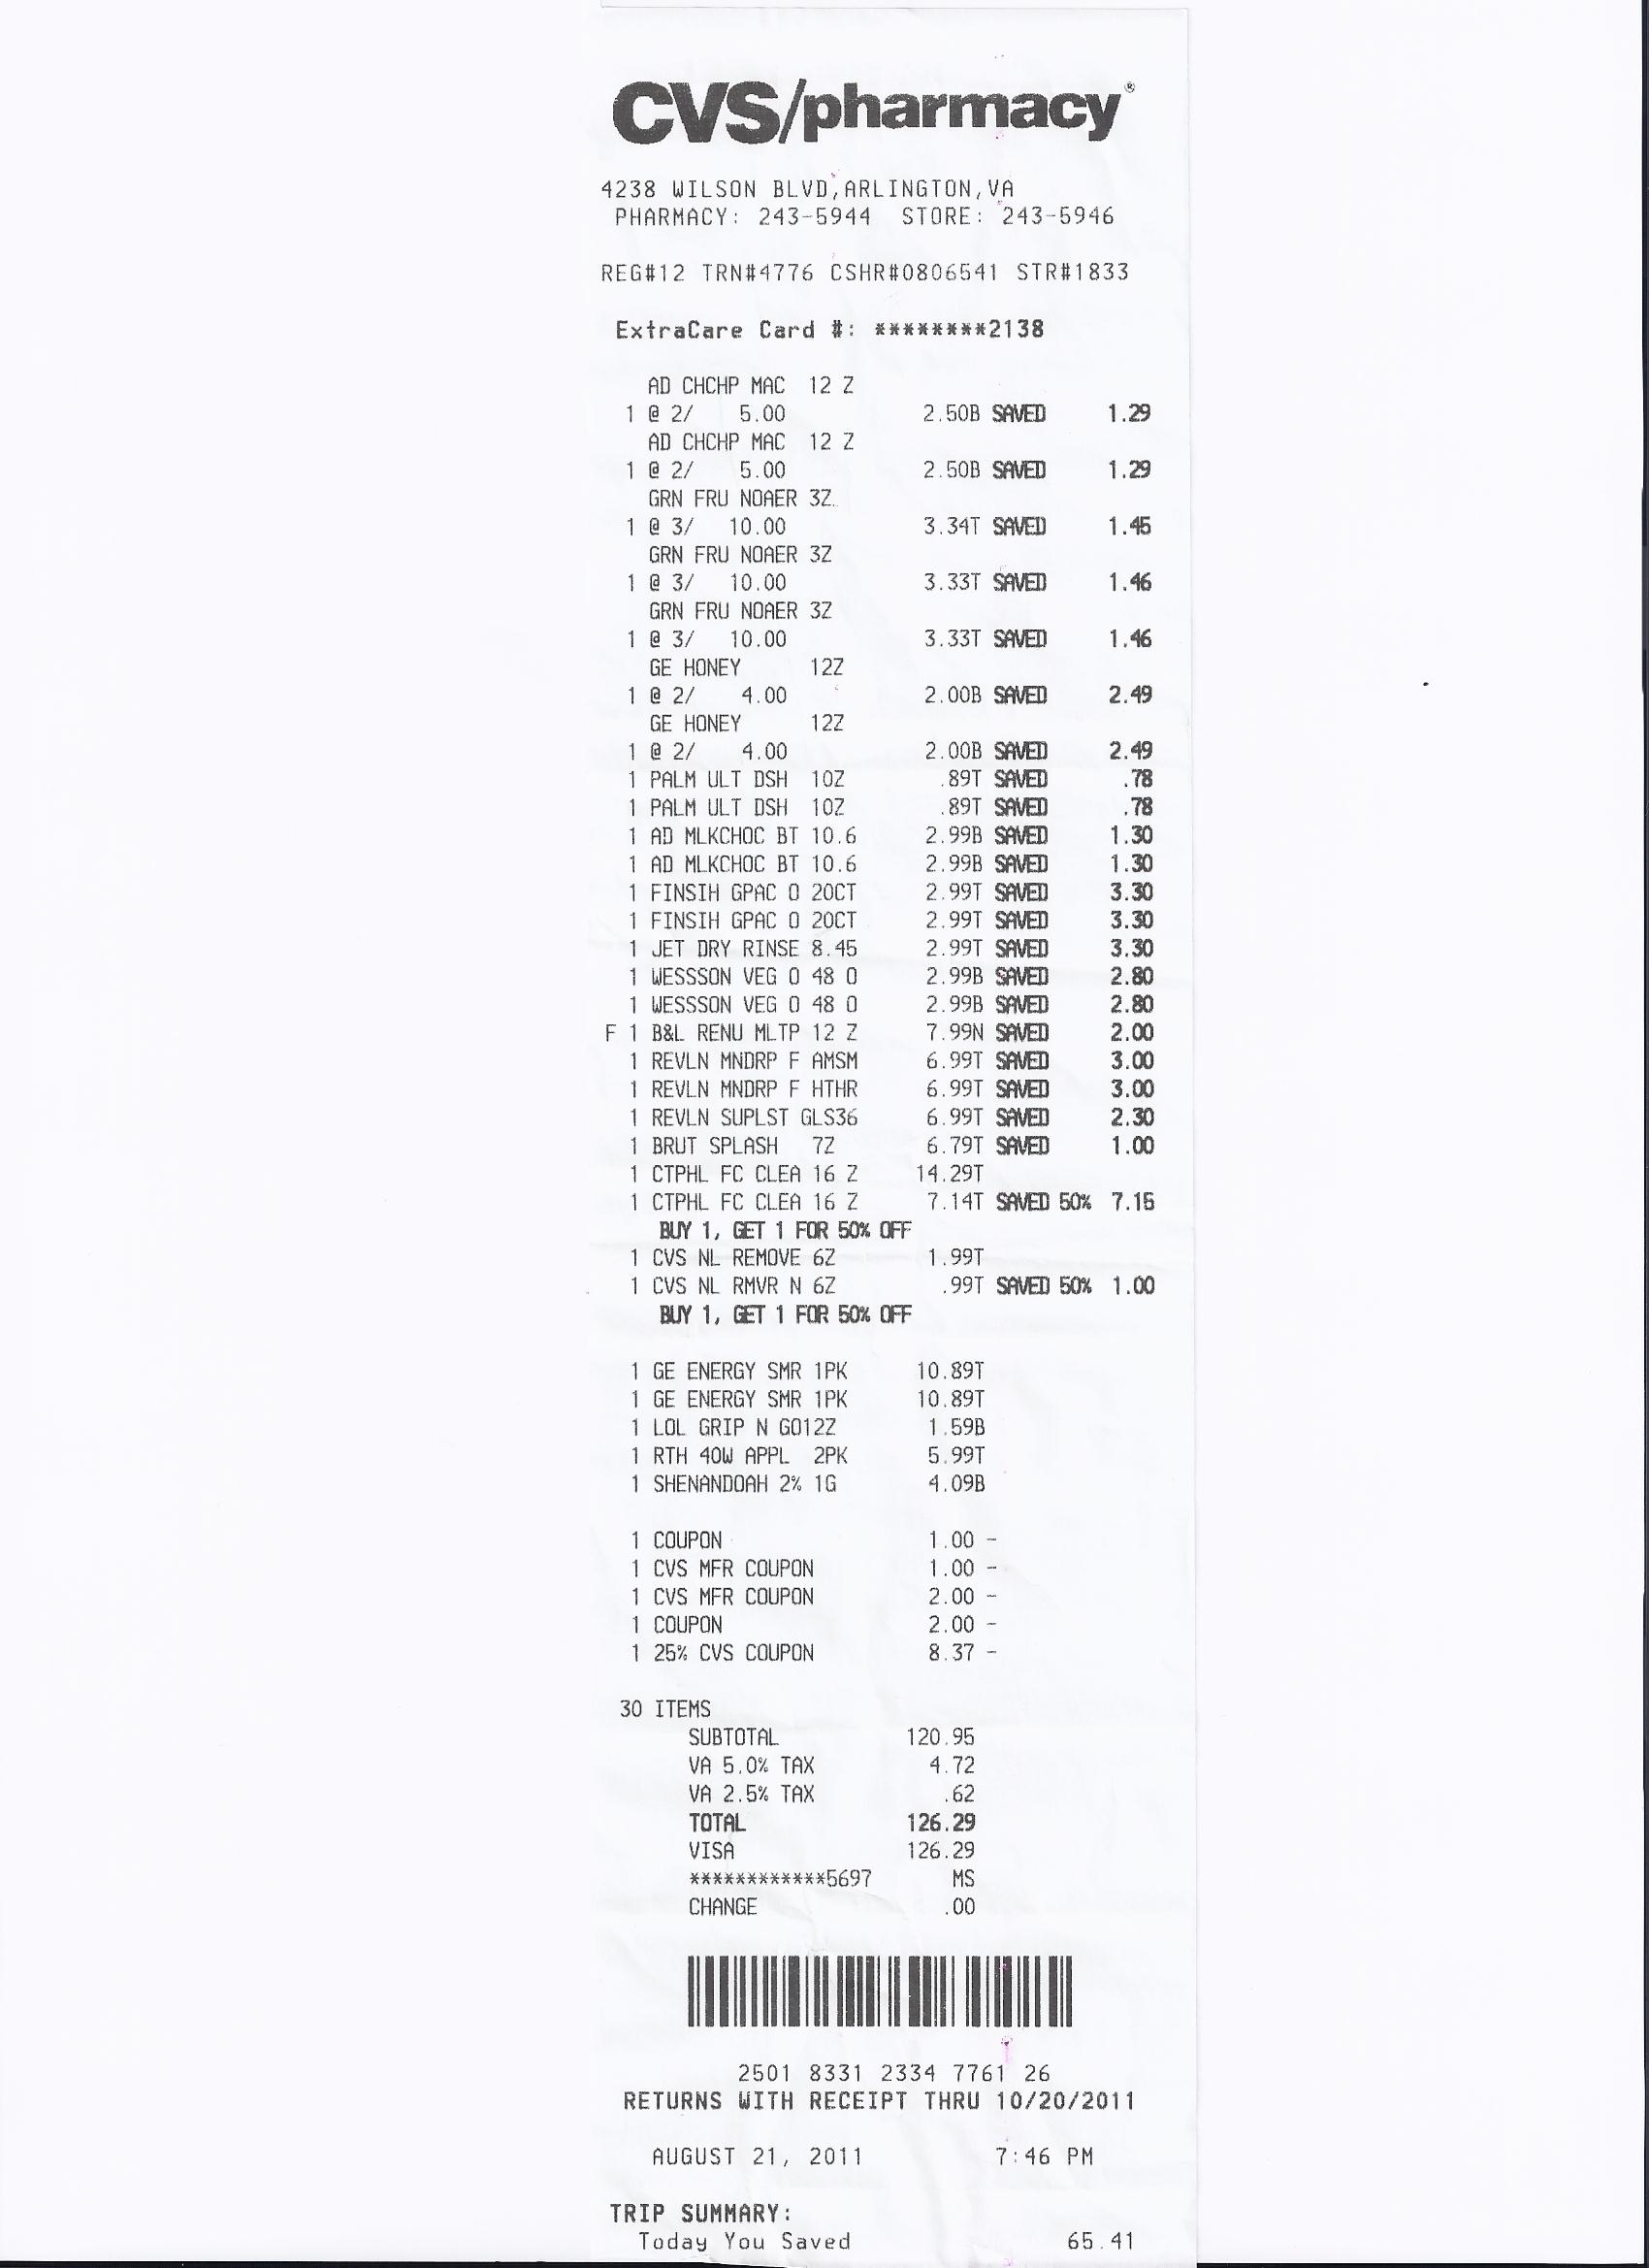 CVS/pharmacy®
4238 WILSON BLVD,ARLINGTON,VA
PHARMACY: 243-5944 STORE: 243-5946
REG#12 TRN#4776 CSHR#0806541 STR#1833
ExtraCare Card #: ********2138
AD CHCHP MAC 12 Z
1 @ 2/ 5.00 2.50B SAVED 1.29
AD CHCHP MAC 12 Z
1 @ 2/ 5.00 2.50B SAVED 1.29
GRN FRU NOAER 3Z
1 @ 3/ 10.00 3.34T SAVED 1.45
GRN FRU NOAER 3Z
1 @ 3/ 10.00 3.33T SAVED 1.46
GRN FRU NOAER 3Z
1 @ 3/ 10.00 3.33T SAVED 1.46
GE HONEY 12Z
1 @ 2/ 4.00 2.00B SAVED 2.49
GE HONEY 12Z
1 @ 2/ 4.00 2.00B SAVED 2.49
1 PALM ULT DSH 10Z .89T SAVED .78
1 PALM ULT DSH 10Z .89T SAVED .78
1 AD MLKCHOC BT 10.6 2.99B SAVED 1.30
1 AD MLKCHOC BT 10.6 2.99B SAVED 1.30
1 FINSIH GPAC O 20CT 2.99T SAVED 3.30
1 FINSIH GPAC O 20CT 2.99T SAVED 3.30
1 JET DRY RINSE 8.45 2.99T SAVED 3.30
1 WESSSON VEG O 48 O 2.99B SAVED 2.80
1 WESSSON VEG O 48 O 2.99B SAVED 2.80
F 1 B&L RENU MLTP 12 Z 7.99N SAVED 2.00
1 REVLN MNDRP F AMSM 6.99T SAVED 3.00
1 REVLN MNDRP F HTHR 6.99T SAVED 3.00
1 REVLN SUPLST GLS36 6.99T SAVED 2.30
1 BRUT SPLASH 7Z 6.79T SAVED 1.00
1 CTPHL FC CLEA 16 Z 14.29T
1 CTPHL FC CLEA 16 Z 7.14T SAVED 50% 7.15
BUY 1, GET 1 FOR 50% OFF
1 CVS NL REMOVE 6Z 1.99T
1 CVS NL RMVR N 6Z .99T SAVED 50% 1.00
BUY 1, GET 1 FOR 50% OFF
1 GE ENERGY SMR 1PK 10.89T
1 GE ENERGY SMR 1PK 10.89T
1 LOL GRIP N GO12Z 1.59B
1 RTH 40W APPL 2PK 5.99T
1 SHENANDOAH 2% 1G 4.09B
1 COUPON 1.00 -
1 CVS MFR COUPON 1.00 -
1 CVS MFR COUPON 2.00 -
1 COUPON 2.00 -
1 25% CVS COUPON 8.37 -
30 ITEMS
SUBTOTAL 120.95
VA 5.0% TAX 4.72
VA 2.5% TAX .62
TOTAL 126.29
VISA 126.29
************5697 MS
CHANGE .00
2501 8331 2334 7761 26
RETURNS WITH RECEIPT THRU 10/20/2011
AUGUST 21, 2011 7:46 PM
TRIP SUMMARY:
Today You Saved 65.41